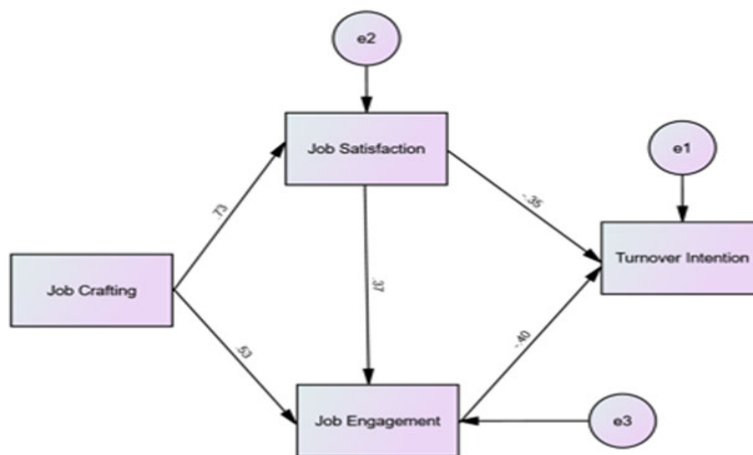 e2
Job Satisfaction
e1
.73
-.35
Turnover Intention
Job Crafting
.37
.53
-.40
Job Engagement
e3